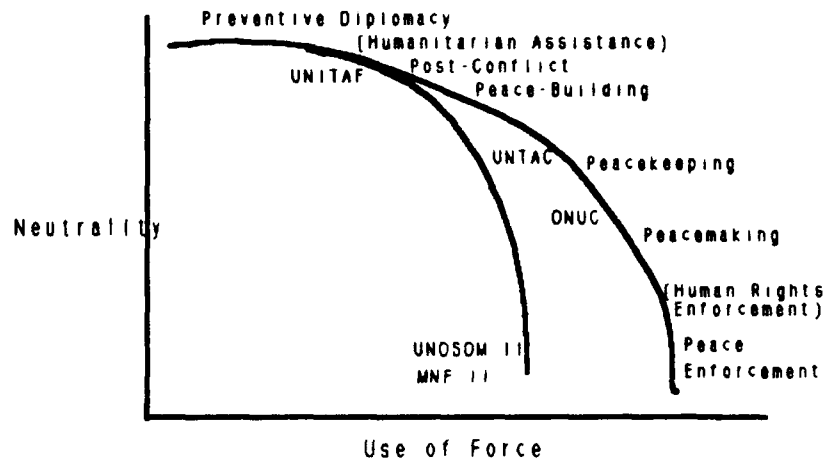 Preventive Diplomacy
(Humanitarian Assistance)
UNITAF
Post-Conflict
Peace-Building
UNTAC
Peacekeeping
ONUC
Neutrality
Peacemaking
(Human Rights
Enforcement)
UNOSOM II
MNF II
Peace
Enforcement
Use of Force